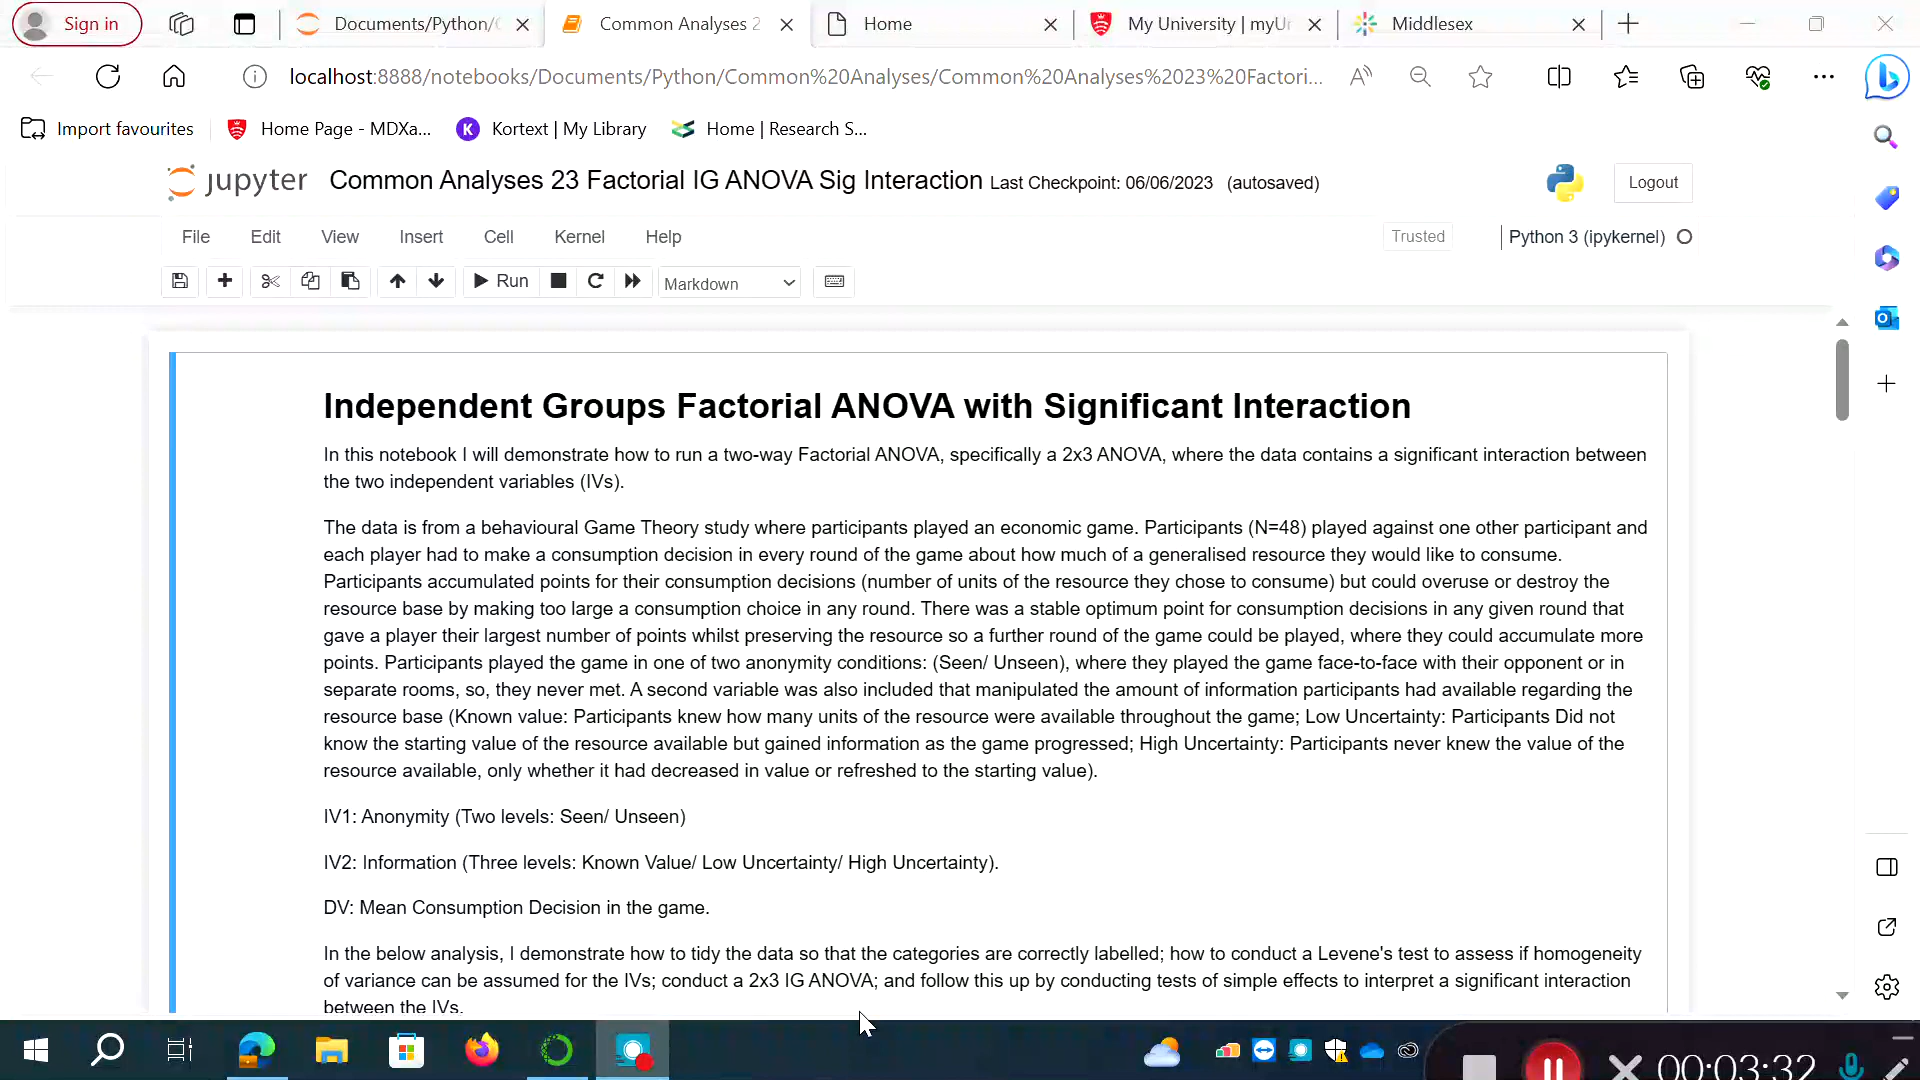 Sign in
Documents/Python/C
Common Analyses 2
Home
My University | myUn
Middlesex
localhost:8888/notebooks/Documents/Python/Common%20Analyses/Common%20Analyses%2023%20Factori...
Import favourites
Home Page - MDXa...
K Kortext | My Library
Home | Research S...
jupyter Common Analyses 23 Factorial IG ANOVA Sig Interaction Last Checkpoint: 06/06/2023 (autosaved)
Logout
File Edit View Insert Cell Kernel Help
Trusted
Python 3 (ipykernel)
Run
Markdown
Independent Groups Factorial ANOVA with Significant Interaction
In this notebook I will demonstrate how to run a two-way Factorial ANOVA, specifically a 2x3 ANOVA, where the data contains a significant interaction between
the two independent variables (IVs).
The data is from a behavioural Game Theory study where participants played an economic game. Participants (N=48) played against one other participant and
each player had to make a consumption decision in every round of the game about how much of a generalised resource they would like to consume.
Participants accumulated points for their consumption decisions (number of units of the resource they chose to consume) but could overuse or destroy the
resource base by making too large a consumption choice in any round. There was a stable optimum point for consumption decisions in any given round that
gave a player their largest number of points whilst preserving the resource so a further round of the game could be played, where they could accumulate more
points. Participants played the game in one of two anonymity conditions: (Seen/ Unseen), where they played the game face-to-face with their opponent or in
separate rooms, so, they never met. A second variable was also included that manipulated the amount of information participants had available regarding the
resource base (Known value: Participants knew how many units of the resource were available throughout the game; Low Uncertainty: Participants Did not
know the starting value of the resource available but gained information as the game progressed; High Uncertainty: Participants never knew the value of the
resource available, only whether it had decreased in value or refreshed to the starting value).
IV1: Anonymity (Two levels: Seen/ Unseen)
IV2: Information (Three levels: Known Value/ Low Uncertainty/ High Uncertainty).
DV: Mean Consumption Decision in the game.
In the below analysis, I demonstrate how to tidy the data so that the categories are correctly labelled; how to conduct a Levene's test to assess if homogeneity
of variance can be assumed for the IVs; conduct a 2x3 IG ANOVA; and follow this up by conducting tests of simple effects to interpret a significant interaction
between the IVs.
00:03:32